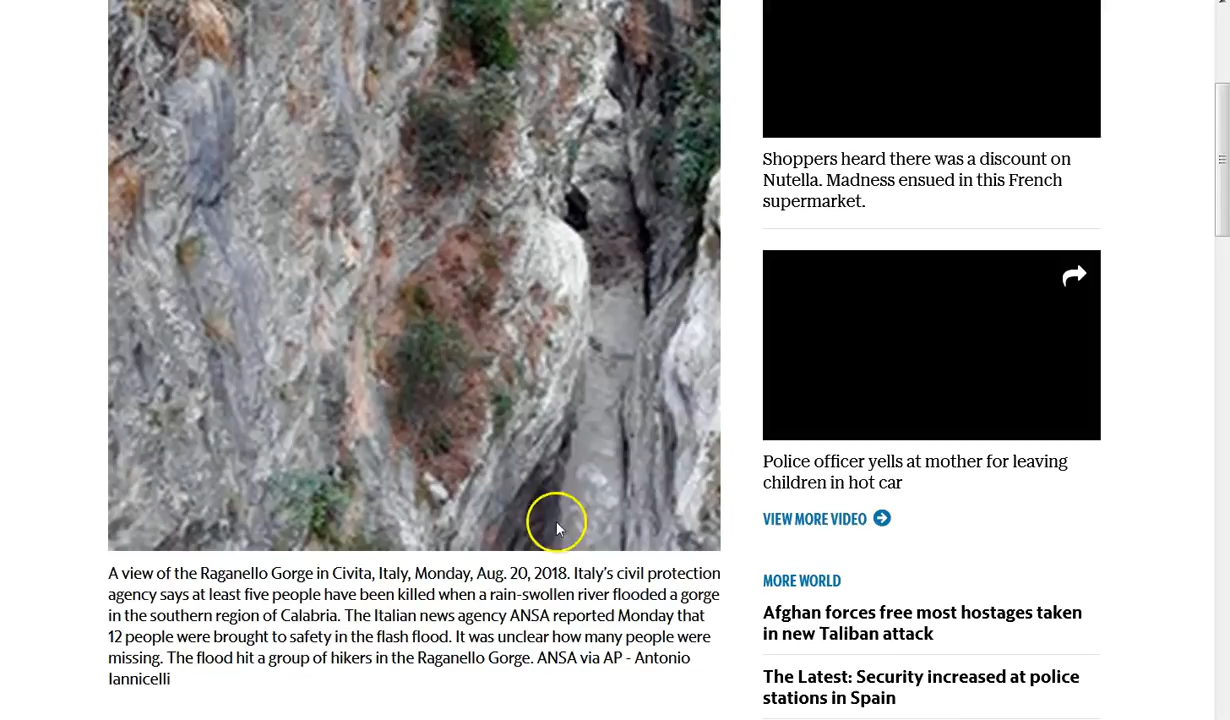 A view of the Raganello Gorge in Civita, Italy, Monday, Aug. 20, 2018. Italy's civil protection
agency says at least five people have been killed when a rain-swollen river flooded a gorge
in the southern region of Calabria. The Italian news agency ANSA reported Monday that
12 people were brought to safety in the flash flood. It was unclear how many people were
missing. The flood hit a group of hikers in the Raganello Gorge. ANSA via AP - Antonio
Iannicelli
Shoppers heard there was a discount on
Nutella. Madness ensued in this French
supermarket.
Police officer yells at mother for leaving
children in hot car
VIEW MORE VIDEO
MORE WORLD
Afghan forces free most hostages taken
in new Taliban attack
The Latest: Security increased at police
stations in Spain